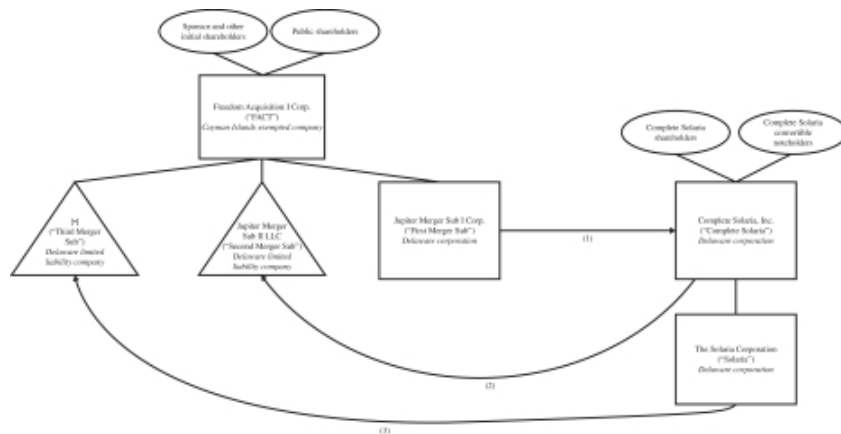 Sponsor and other
initial shareholders
Public shareholders
Freedom Acquisition I Corp.
("FACT")
Cayman Islands exempted company
Complete Solaria
shareholders
Complete Solaria
convertible
noteholders
[•]
("Third Merger
Sub")
Delaware limited
liability company
Jupiter Merger
Sub II LLC
("Second Merger Sub")
Delaware limited
liability company
Jupiter Merger Sub I Corp.
("First Merger Sub")
Delaware corporation
(1)
Complete Solaria, Inc.
("Complete Solaria")
Delaware corporation
The Solaria Corporation
("Solaria")
Delaware corporation
(2)
(3)